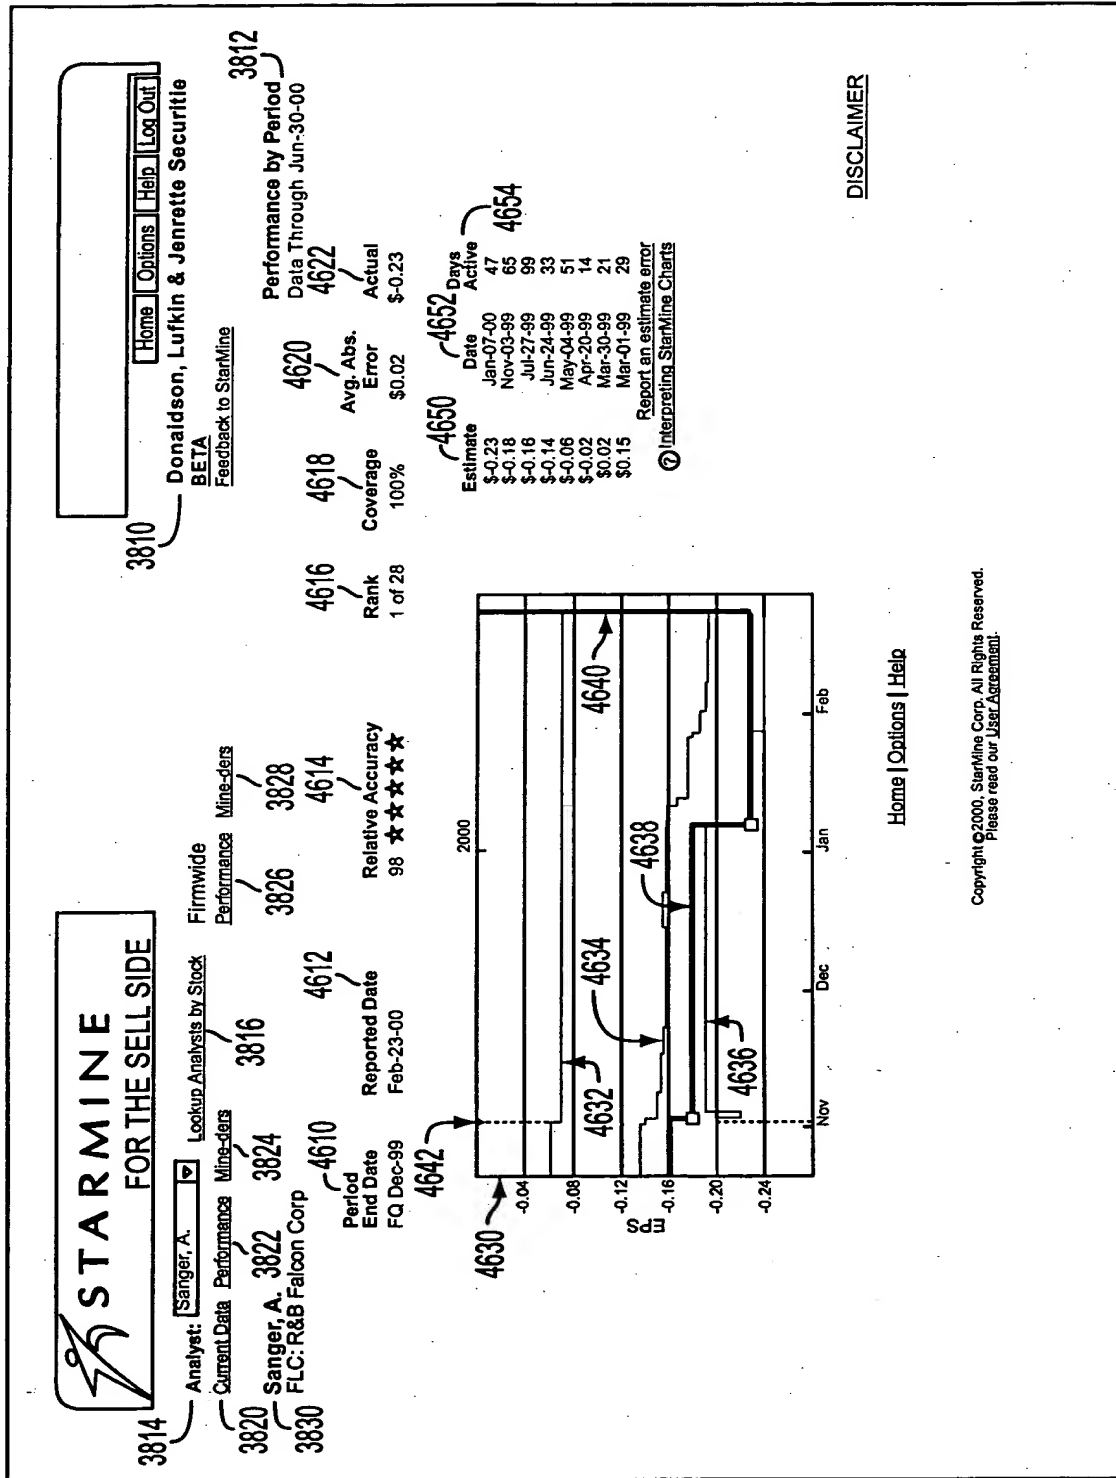 STARMINE
FOR THE SELL SIDE
Home Options Help Log Out
3810
Donaldson, Lufkin & Jenrette Securitie
BETA
Feedback to StarMine
3814
Analyst: Sanger, A.
Lookup Analysts by Stock
3816
Firmwide
Current Data Performance Mine-ders
Performance Mine-ders
3820 3822 3824 3826 3828
Sanger, A.
FLC: R&B Falcon Corp
3830
3812
Performance by Period
Data Through Jun-30-00
4610 4612 4614 4616 4618 4620 4622
Period End Date Reported Date Relative Accuracy Rank Coverage Avg. Abs. Error Actual
FQ Dec-99 Feb-23-00 98 ★★★★★ 1 of 28 100% $0.02 $-0.23
4642
4630
2000
-0.04
-0.08
-0.12
-0.16
-0.20
-0.24
EPS
4632
4634
4636
4638
4640
Nov Dec Jan Feb
4650 4652 4654
Estimate Date Days Active
$-0.23 Jan-07-00 47
$-0.18 Nov-03-99 65
$-0.16 Jul-27-99 99
$-0.14 Jun-24-99 33
$-0.06 May-04-99 51
$-0.02 Apr-20-99 14
$0.02 Mar-30-99 21
$0.15 Mar-01-99 29
Report an estimate error
? Interpreting StarMine Charts
Home | Options | Help
DISCLAIMER
Copyright ©2000, StarMine Corp. All Rights Reserved.
Please read our User Agreement.